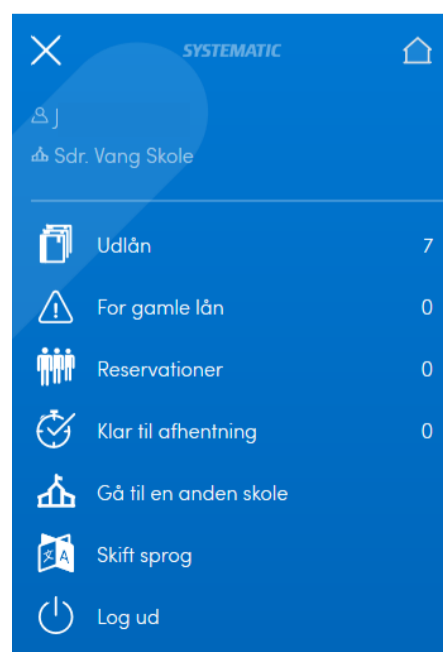 SYSTEMATIC
J
Sdr. Vang Skole
Udlån 7
For gamle lån 0
Reservationer 0
Klar til afhentning 0
Gå til en anden skole
Skift sprog
Log ud